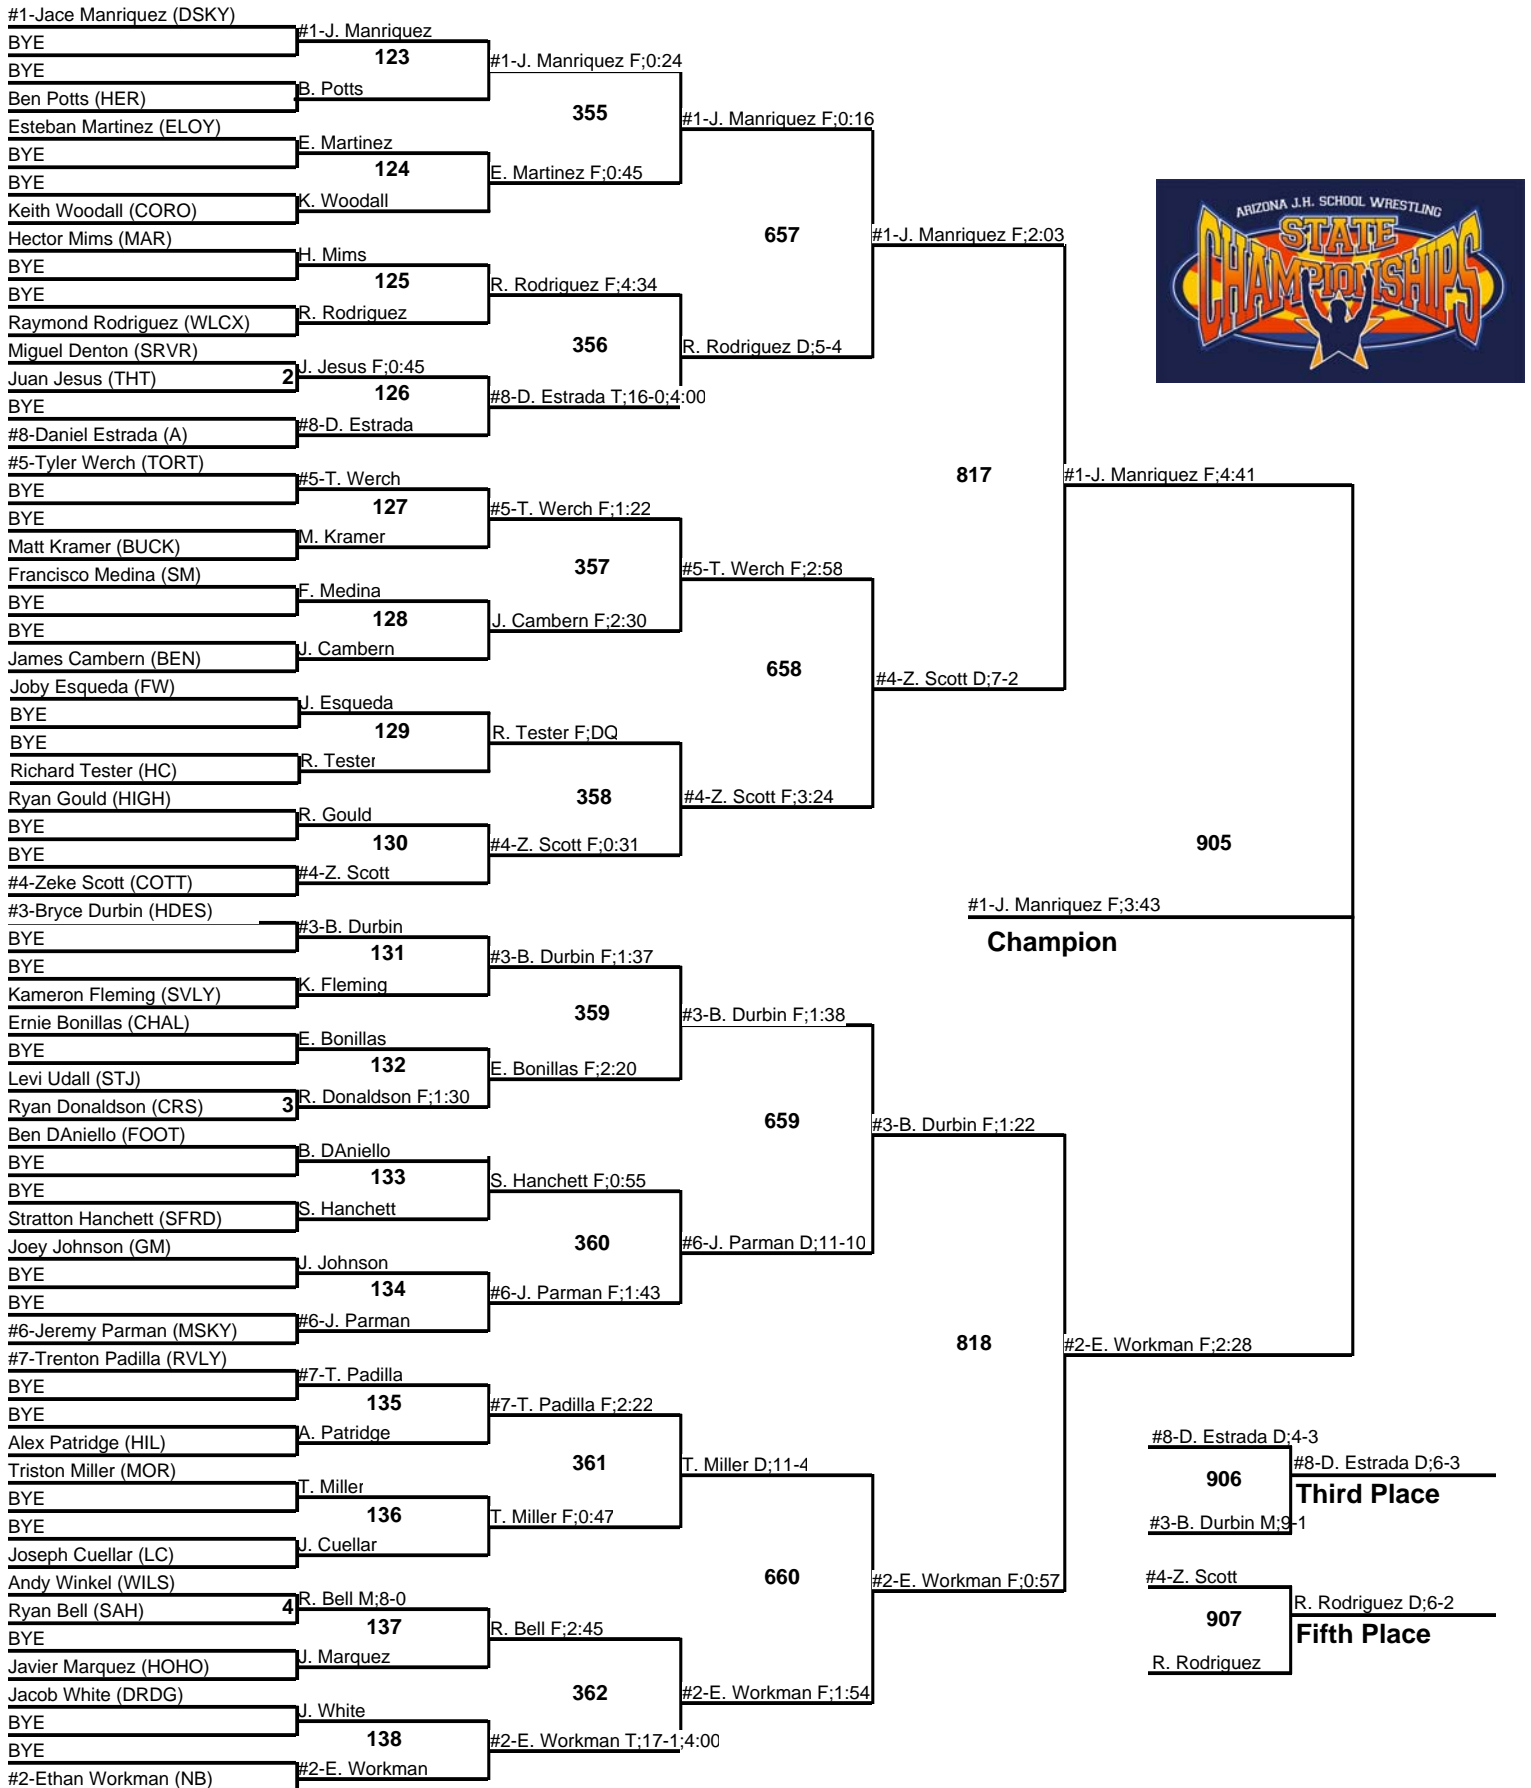 #1-Jace Manriquez (DSKY)
BYE
BYE
Ben Potts (HER)
Esteban Martinez (ELOY)
BYE
BYE
Keith Woodall (CORO)
Hector Mims (MAR)
BYE
BYE
Raymond Rodriguez (WLCX)
Miguel Denton (SRVR)
Juan Jesus (THT) 2
BYE
#8-Daniel Estrada (A)
#5-Tyler Werch (TORT)
BYE
BYE
Matt Kramer (BUCK)
Francisco Medina (SM)
BYE
BYE
James Cambern (BEN)
Joby Esqueda (FW)
BYE
BYE
Richard Tester (HC)
Ryan Gould (HIGH)
BYE
BYE
#4-Zeke Scott (COTT)
#3-Bryce Durbin (HDES)
BYE
BYE
Kameron Fleming (SVLY)
Ernie Bonillas (CHAL)
BYE
Levi Udall (STJ)
Ryan Donaldson (CRS) 3
Ben DAniello (FOOT)
BYE
BYE
Stratton Hanchett (SFRD)
Joey Johnson (GM)
BYE
BYE
#6-Jeremy Parman (MSKY)
#7-Trenton Padilla (RVLY)
BYE
BYE
Alex Patridge (HIL)
Triston Miller (MOR)
BYE
BYE
Joseph Cuellar (LC)
Andy Winkel (WILS)
Ryan Bell (SAH) 4
BYE
Javier Marquez (HOHO)
Jacob White (DRDG)
BYE
BYE
#2-Ethan Workman (NB)
#1-J. Manriquez
123
B. Potts
E. Martinez
124
K. Woodall
H. Mims
125
R. Rodriguez
J. Jesus F;0:45
126
#8-D. Estrada
#5-T. Werch
127
M. Kramer
F. Medina
128
J. Cambern
J. Esqueda
129
R. Tester
R. Gould
130
#4-Z. Scott
#3-B. Durbin
131
K. Fleming
E. Bonillas
132
R. Donaldson F;1:30
B. DAniello
133
S. Hanchett
J. Johnson
134
#6-J. Parman
#7-T. Padilla
135
A. Patridge
T. Miller
136
J. Cuellar
R. Bell M;8-0
137
J. Marquez
J. White
138
#2-E. Workman
#1-J. Manriquez F;0:24
355
E. Martinez F;0:45
R. Rodriguez F;4:34
356
#8-D. Estrada T;16-0;4:00
#5-T. Werch F;1:22
357
J. Cambern F;2:30
R. Tester F;DQ
358
#4-Z. Scott F;0:31
#3-B. Durbin F;1:37
359
E. Bonillas F;2:20
S. Hanchett F;0:55
360
#6-J. Parman F;1:43
#7-T. Padilla F;2:22
361
T. Miller F;0:47
R. Bell F;2:45
362
#2-E. Workman T;17-1;4:00
#1-J. Manriquez F;0:16
657
R. Rodriguez D;5-4
#5-T. Werch F;2:58
658
#4-Z. Scott F;3:24
#3-B. Durbin F;1:38
659
#6-J. Parman D;11-10
T. Miller D;11-4
660
#2-E. Workman F;1:54
#1-J. Manriquez F;2:03
817
#4-Z. Scott D;7-2
#3-B. Durbin F;1:22
818
#2-E. Workman F;0:57
#1-J. Manriquez F;4:41
905
#2-E. Workman F;2:28
#1-J. Manriquez F;3:43
Champion
ARIZONA J.H. SCHOOL WRESTLING
STATE
CHAMPIONSHIPS
#8-D. Estrada D;4-3
906
#3-B. Durbin M;9-1
#8-D. Estrada D;6-3
Third Place
#4-Z. Scott
907
R. Rodriguez
R. Rodriguez D;6-2
Fifth Place